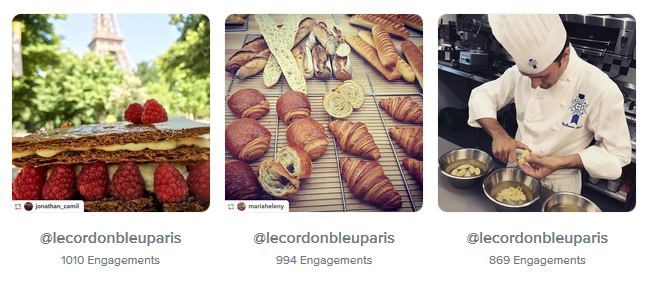 jonathan_camil
mariaheleny
@lecordonbleuparis
1010 Engagements
@lecordonbleuparis
994 Engagements
@lecordonbleuparis
869 Engagements